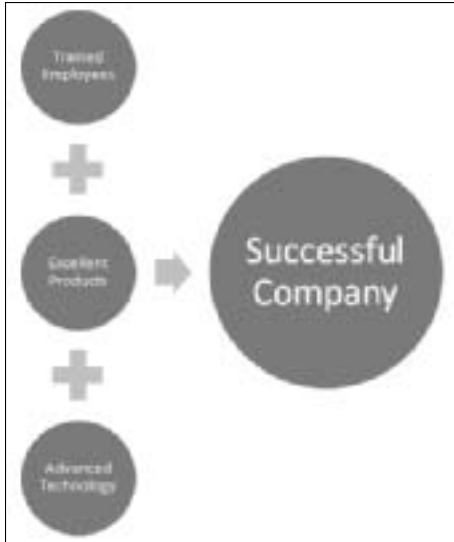 Trained
Employees
Excellent
Products
Successful
Company
Advanced
Technology